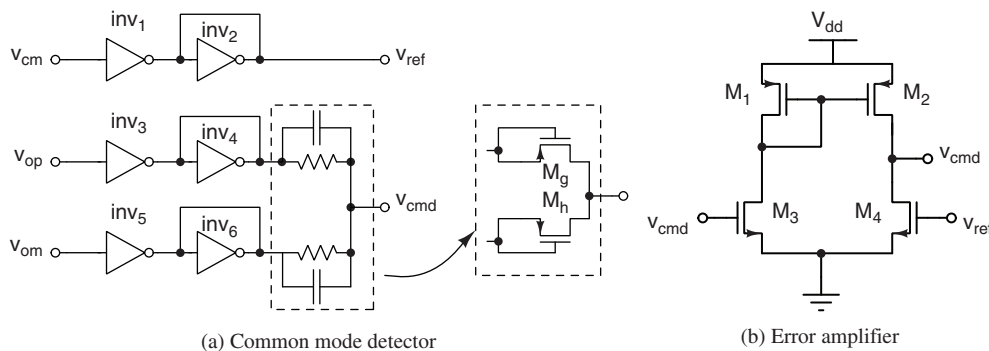 inv1
inv2
vcm
vref
inv3
inv4
vop
vcmd
inv5
inv6
vom
Mg
Mh
(a) Common mode detector
Vdd
M1
M2
vcmd
vcmd
M3
M4
vref
(b) Error amplifier